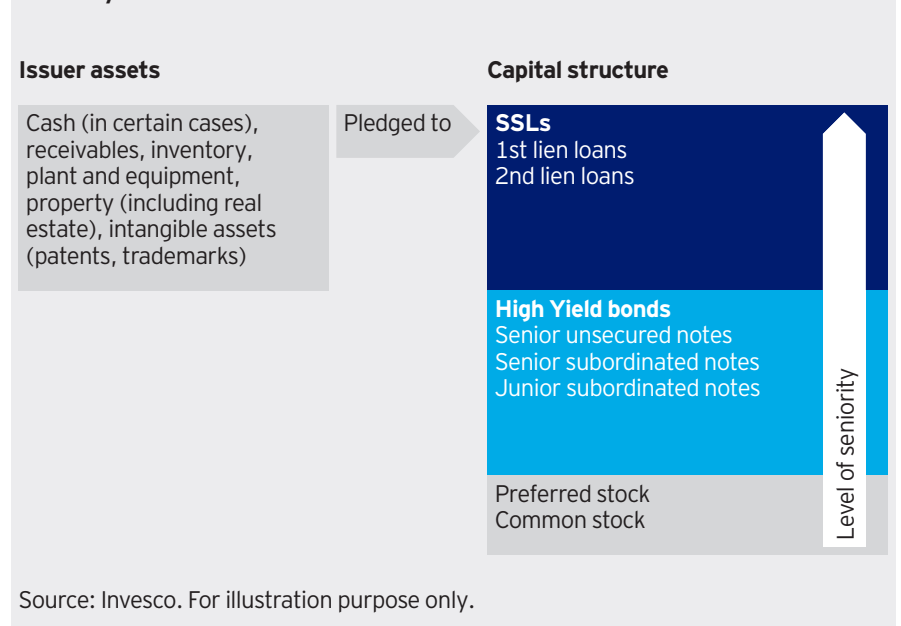 Issuer assets
Cash (in certain cases),
receivables, inventory,
plant and equipment,
property (including real
estate), intangible assets
(patents, trademarks)
Pledged to
Capital structure
SSLs
1st lien loans
2nd lien loans
High Yield bonds
Senior unsecured notes
Senior subordinated notes
Junior subordinated notes
Preferred stock
Common stock
Level of seniority
Source: Invesco. For illustration purpose only.